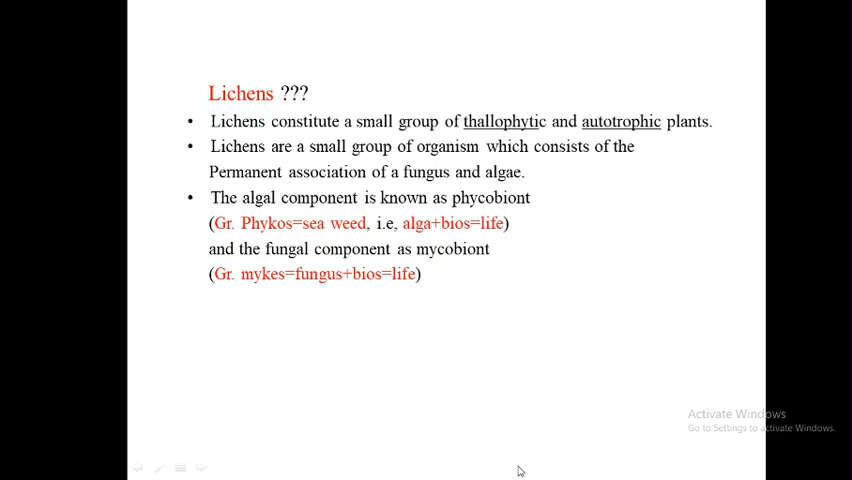 Lichens ???
• Lichens constitute a small group of thallophytic and autotrophic plants.
• Lichens are a small group of organism which consists of the
Permanent association of a fungus and algae.
• The algal component is known as phycobiont
(Gr. Phykos=sea weed, i.e, alga+bios=life)
and the fungal component as mycobiont
(Gr. mykes=fungus+bios=life)
Activate Windows
Go to Settings to activate Windows.